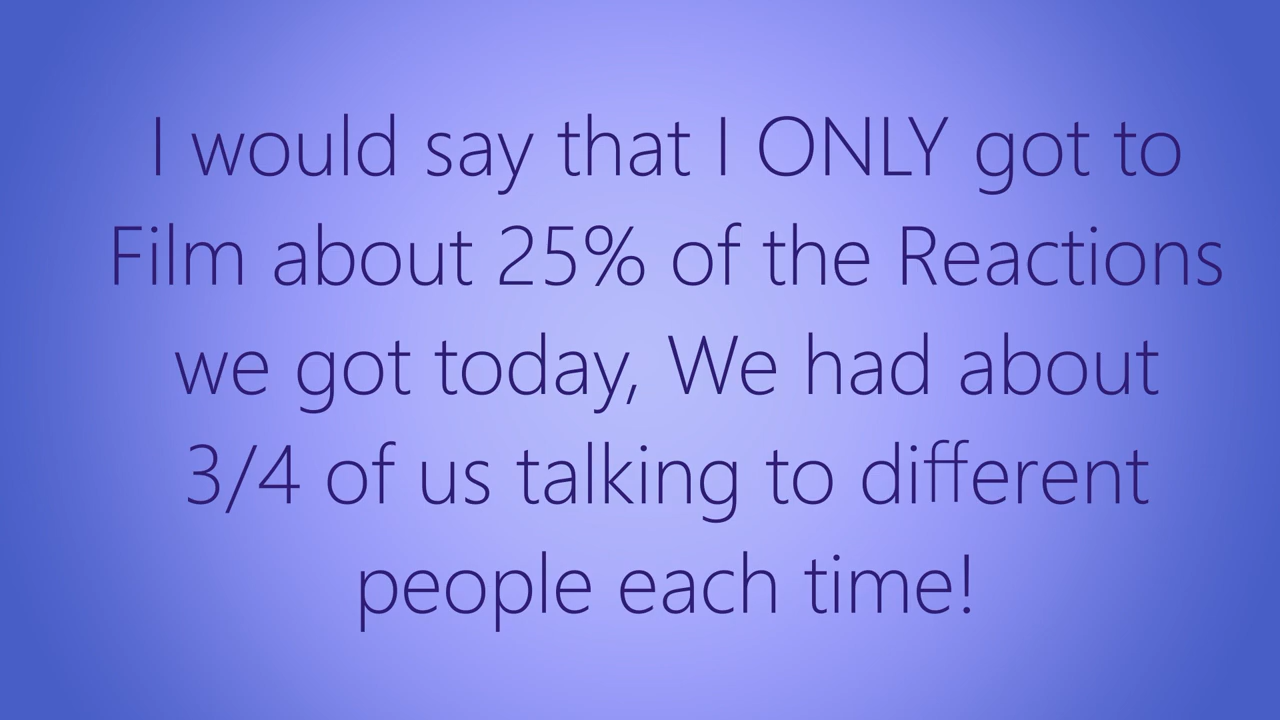 I would say that I ONLY got to
Film about 25% of the Reactions
we got today, We had about
3/4 of us talking to different
people each time!